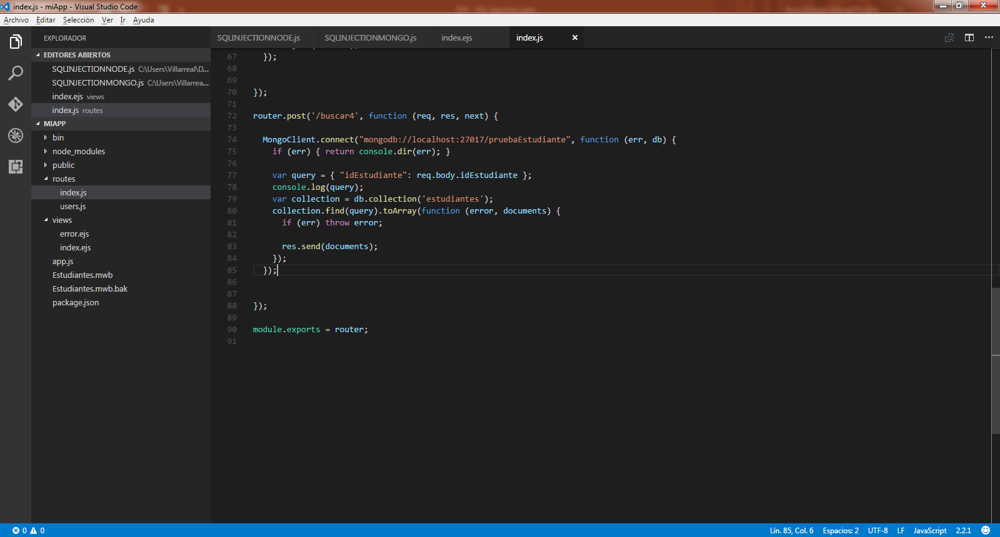 index.js - miApp - Visual Studio Code
Archivo Editar Selección Ver Ir Ayuda
EXPLORADOR
EDITORES ABIERTOS
SQLINJECTIONNODE.js C:\Users\Villarreal\D...
SQLINJECTIONMONGO.js C:\Users\Villarrea...
index.ejs views
index.js routes
MIAPP
bin
node_modules
public
routes
index.js
users.js
views
error.ejs
index.ejs
app.js
Estudiantes.mwb
Estudiantes.mwb.bak
package.json
SQLINJECTIONNODE.js SQLINJECTIONMONGO.js index.ejs index.js
67 });
68
69
70 });
71
72 router.post('/buscar4', function (req, res, next) {
73
74 MongoClient.connect("mongodb://localhost:27017/pruebaEstudiante", function (err, db) {
75 if (err) { return console.dir(err); }
76
77 var query = { "idEstudiante": req.body.idEstudiante };
78 console.log(query);
79 var collection = db.collection('estudiantes');
80 collection.find(query).toArray(function (error, documents) {
81 if (err) throw error;
82
83 res.send(documents);
84 });
85 });
86
87
88 });
89
90 module.exports = router;
91
0 0 Lín. 85, Col. 6 Espacios: 2 UTF-8 LF JavaScript 2.2.1